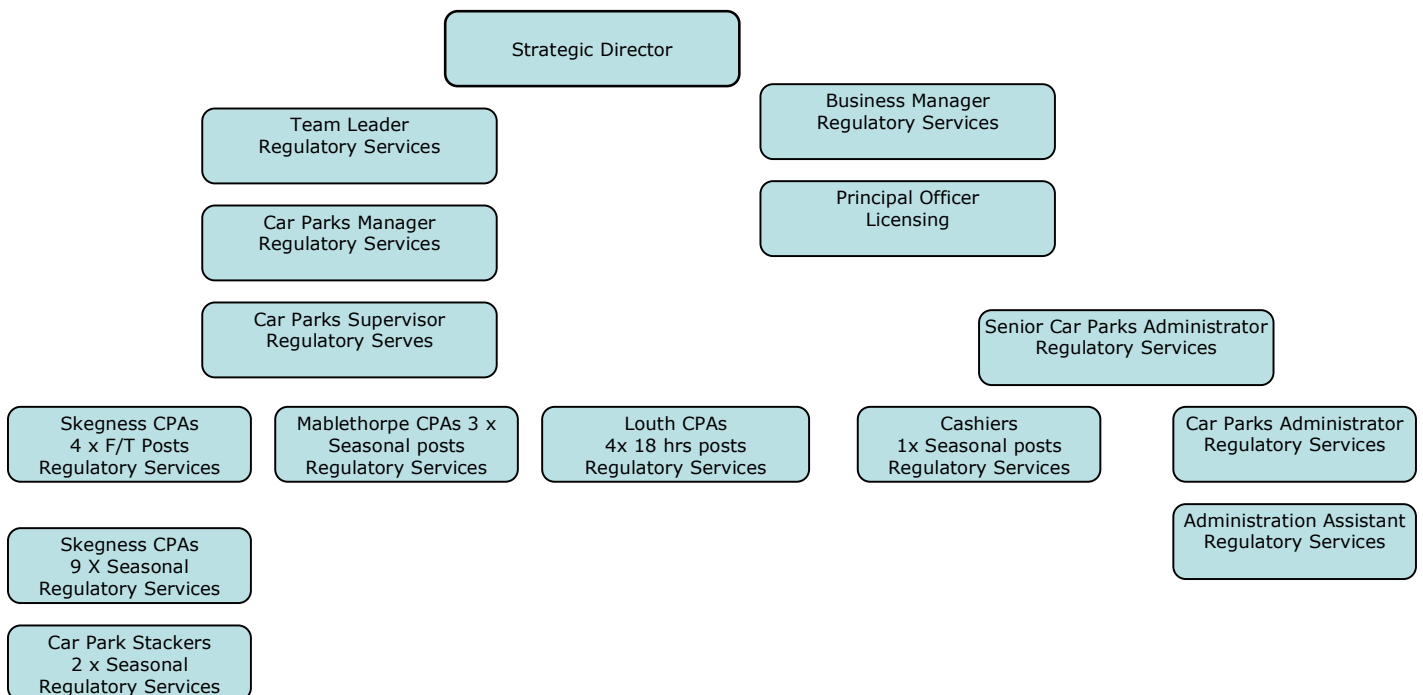 Strategic Director
Business Manager
Regulatory Services
Team Leader
Regulatory Services
Principal Officer
Licensing
Car Parks Manager
Regulatory Services
Car Parks Supervisor
Regulatory Serves
Senior Car Parks Administrator
Regulatory Services
Skegness CPAs
4 x F/T Posts
Regulatory Services
Mablethorpe CPAs 3 x
Seasonal posts
Regulatory Services
Louth CPAs
4x 18 hrs posts
Regulatory Services
Cashiers
1x Seasonal posts
Regulatory Services
Car Parks Administrator
Regulatory Services
Administration Assistant
Regulatory Services
Skegness CPAs
9 X Seasonal
Regulatory Services
Car Park Stackers
2 x Seasonal
Regulatory Services